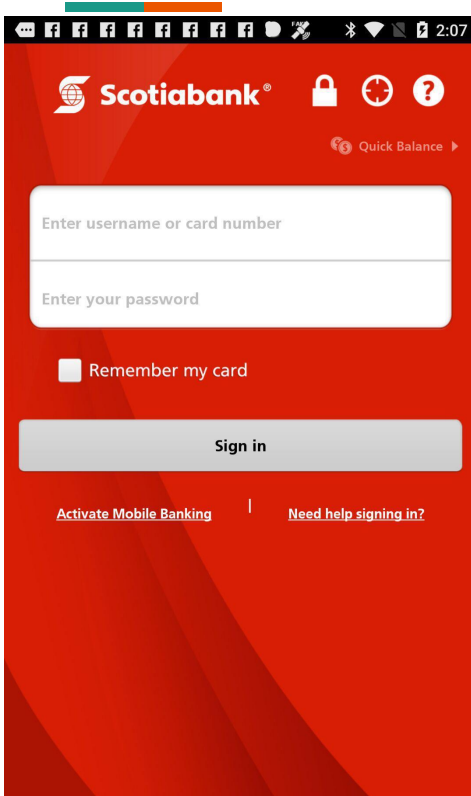 FAKE
2:07
Scotiabank®
Quick Balance
Enter username or card number
Enter your password
Remember my card
Sign in
Activate Mobile Banking | Need help signing in?